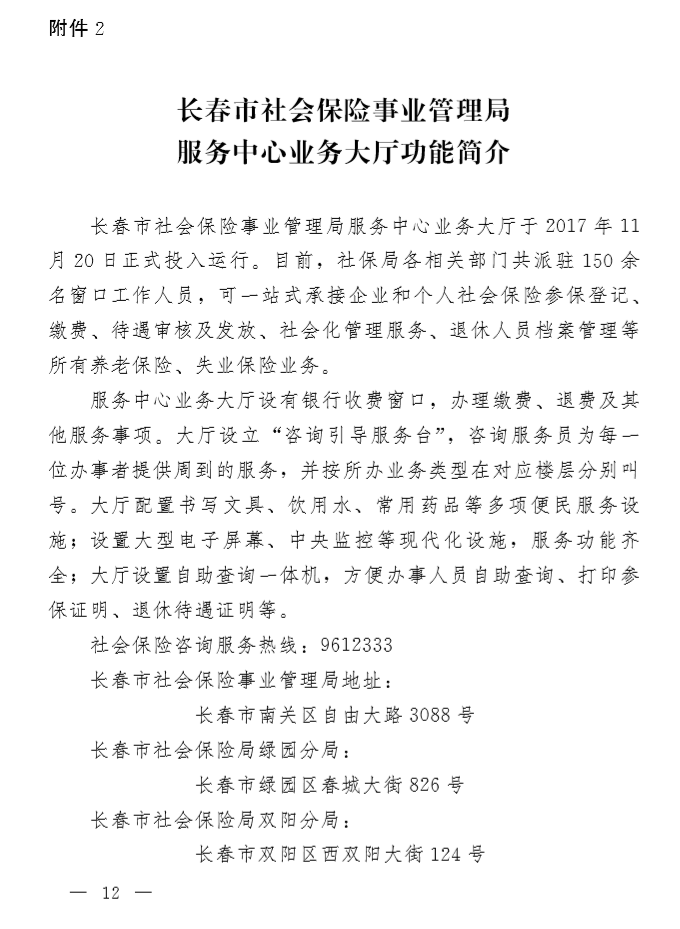 附件 2
长春市社会保险事业管理局
服务中心业务大厅功能简介
长春市社会保险事业管理局服务中心业务大厅于 2017 年 11
月 20 日正式投入运行。目前，社保局各相关部门共派驻 150 余
名窗口工作人员，可一站式承接企业和个人社会保险参保登记、
缴费、待遇审核及发放、社会化管理服务、退休人员档案管理等
所有养老保险、失业保险业务。
服务中心业务大厅设有银行收费窗口，办理缴费、退费及其
他服务事项。大厅设立“咨询引导服务台”，咨询服务员为每一
位办事者提供周到的服务，并按所办业务类型在对应楼层分别叫
号。大厅配置书写文具、饮用水、常用药品等多项便民服务设
施；设置大型电子屏幕、中央监控等现代化设施，服务功能齐
全；大厅设置自助查询一体机，方便办事人员自助查询、打印参
保证明、退休待遇证明等。
社会保险咨询服务热线：9612333
长春市社会保险事业管理局地址：
长春市南关区自由大路 3088 号
长春市社会保险局绿园分局：
长春市绿园区春城大街 826 号
长春市社会保险局双阳分局：
长春市双阳区西双阳大街 124 号
— 12 —